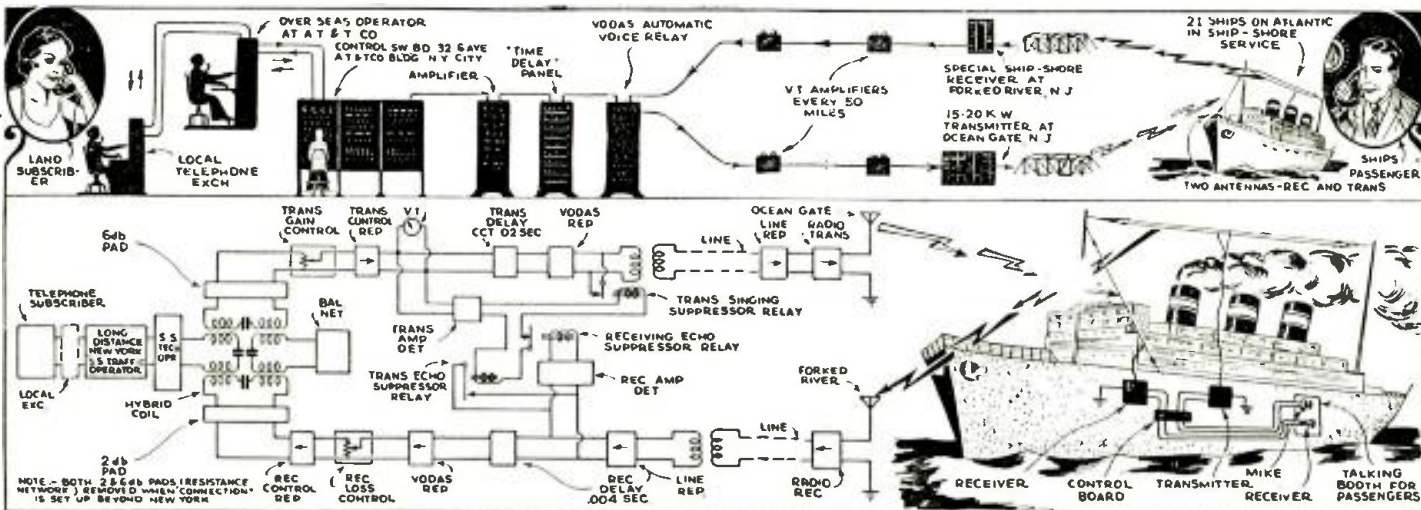 LAND
SUBSCRIB-
ER
OVER SEAS OPERATOR
AT A T & T CO
LOCAL
TELEPHONE
EXCH
CONTROL SW BD 32 6 AVE
AT&TCO BLDG N Y CITY
AMPLIFIER
"TIME
DELAY"
PANEL
VODAS AUTOMATIC
VOICE RELAY
V T AMPLIFIERS
EVERY 50
MILES
SPECIAL SHIP-SHORE
RECEIVER AT
FORKED RIVER, N J
15-20 K W
TRANSMITTER AT
OCEAN GATE N J
21 SHIPS ON ATLANTIC
IN SHIP-SHORE
SERVICE
SHIPS
PASSENGER
TWO ANTENNAS-REC AND TRANS
6db
PAD
TRANS
GAIN
CONTROL
TRANS
CONTROL
REP
V I
TRANS
DELAY
CCT 02 SEC
VODAS
REP
LINE
OCEAN GATE
LINE
REP
RADIO
TRANS
TELEPHONE
SUBSCRIBER
LOCAL
EXC.
LONG
DISTANCE
NEW YORK
S TRAFF
OPERATOR
S S
TECH
OPR
BAL
NET
HYBRID
COIL
TRANS
AMP
DET
TRANS SINGING
SUPPRESSOR RELAY
RECEIVING ECHO
SUPPRESSOR RELAY
TRANS ECHO
SUPPRESSOR
RELAY
REC AMP
DET
2db
PAD
REC
CONTROL
REP
REC
LOSS
CONTROL
VODAS
REP
REC
DELAY
.004 SEC
LINE
REP
LINE
FORKED
RIVER
RADIO
REC
NOTE.- BOTH 2 & 6db PADS (RESISTANCE
NETWORK) REMOVED WHEN CONNECTION
IS SET UP BEYOND NEW YORK
RECEIVER
CONTROL
BOARD
TRANSMITTER
MIKE
RECEIVER
TALKING
BOOTH FOR
PASSENGERS